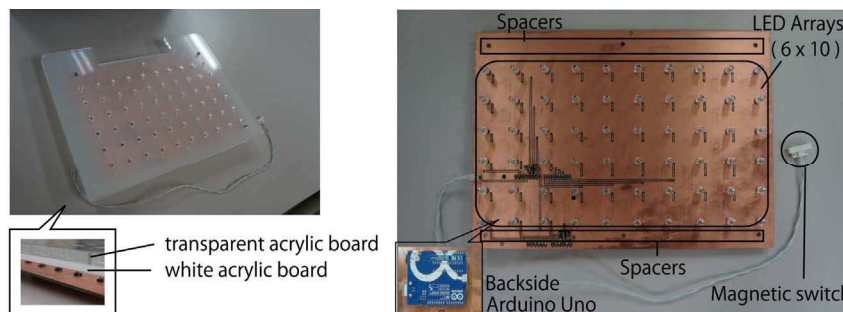 transparent acrylic board
white acrylic board
Spacers
LED Arrays
( 6 x 10 )
Spacers
Backside
Arduino Uno
Magnetic switch